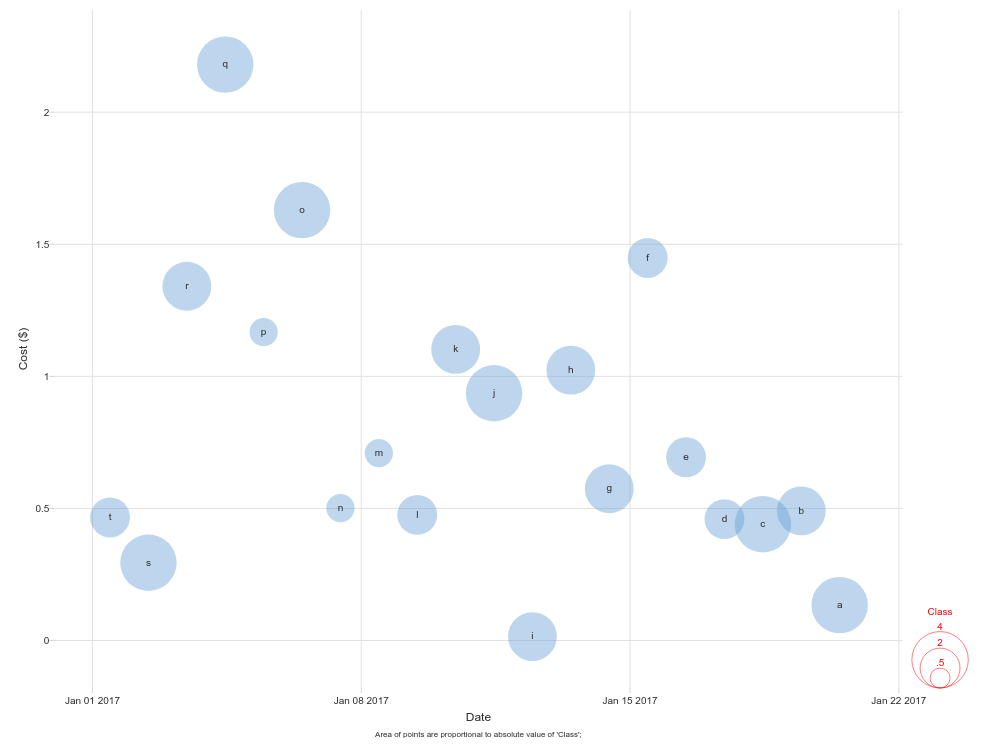 q
2
o
1.5
f
r
p
Cost ($)
k
1
h
j
m
e
g
0.5
n
l
t
d
c
b
s
a
Class
4
i
0
2
.5
Jan 01 2017
Jan 08 2017
Jan 15 2017
Jan 22 2017
Date
Area of points are proportional to absolute value of 'Class';